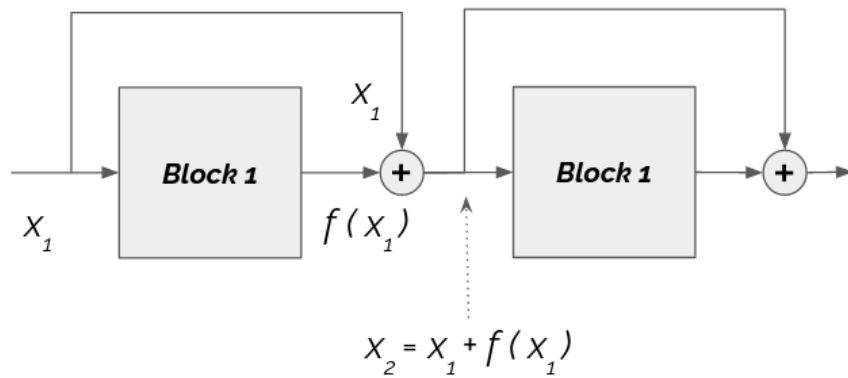 X₁
Block 1
+
Block 1
+
X₁
f(X₁)
X₂ = X₁ + f(X₁)